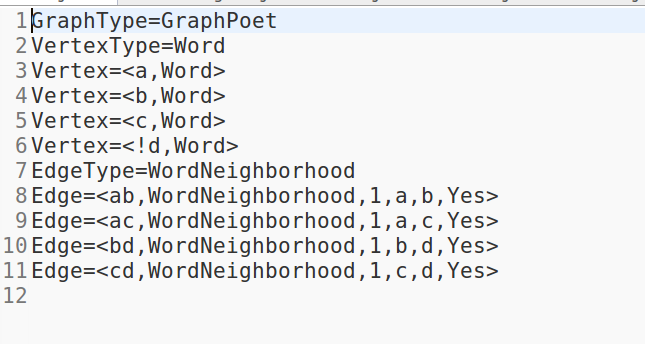 1 GraphType=GraphPoet
2 VertexType=Word
3 Vertex=<a,Word>
4 Vertex=<b,Word>
5 Vertex=<c,Word>
6 Vertex=<!d,Word>
7 EdgeType=WordNeighborhood
8 Edge=<ab,WordNeighborhood,1,a,b,Yes>
9 Edge=<ac,WordNeighborhood,1,a,c,Yes>
10 Edge=<bd,WordNeighborhood,1,b,d,Yes>
11 Edge=<cd,WordNeighborhood,1,c,d,Yes>
12